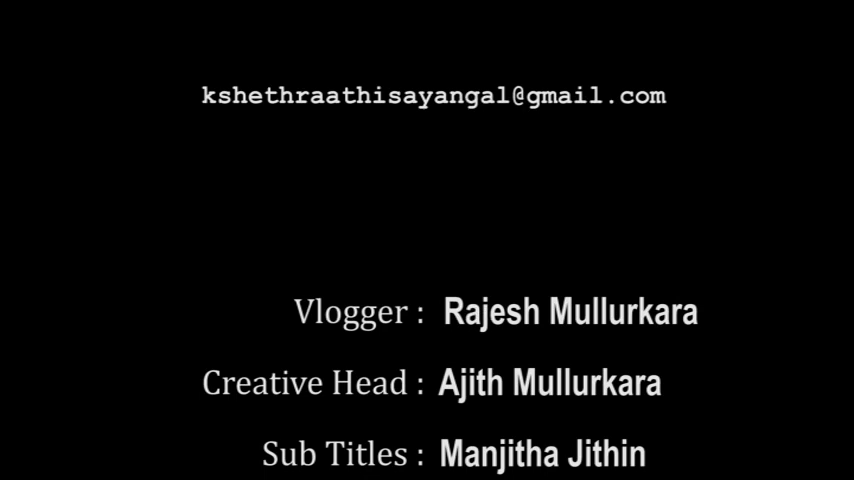 kshethraathisayangal@gmail.com
Vlogger : Rajesh Mullurkara
Creative Head : Ajith Mullurkara
Sub Titles : Manjitha Jithin